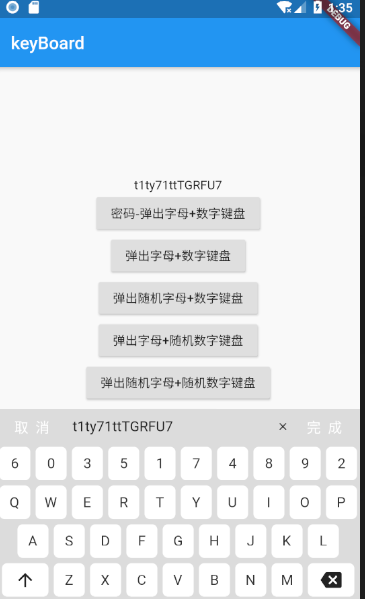 1:35
DEBUG
keyBoard
t1ty71ttTGRFU7
密码-弹出字母+数字键盘
弹出字母+数字键盘
弹出随机字母+数字键盘
弹出字母+随机数字键盘
弹出随机字母+随机数字键盘
取消 t1ty71ttTGRFU7 × 完成
6 0 3 5 1 7 4 8 9 2
Q W E R T Y U I O P
A S D F G H J K L
Z X C V B N M